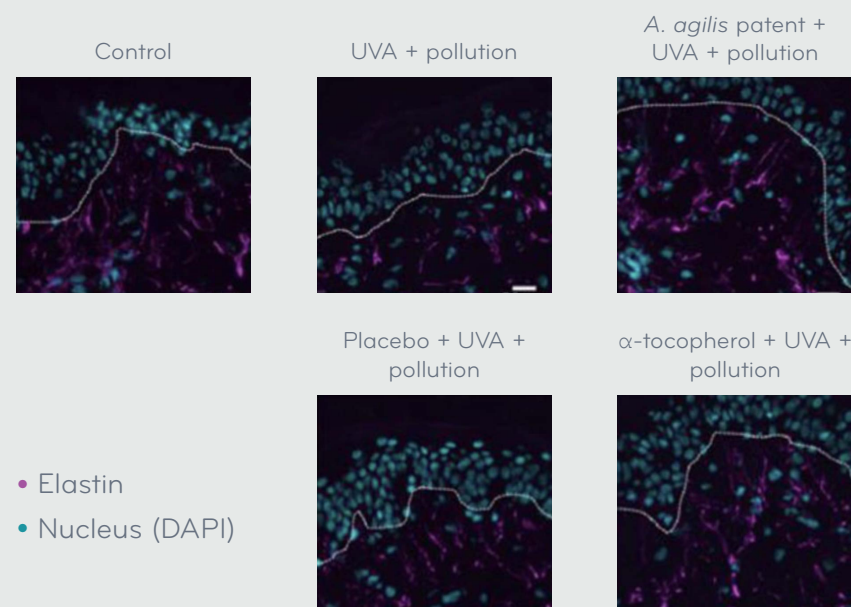 Control
UVA + pollution
A. agilis patent +
UVA + pollution
Placebo + UVA +
pollution
α-tocopherol + UVA +
pollution
• Elastin
• Nucleus (DAPI)